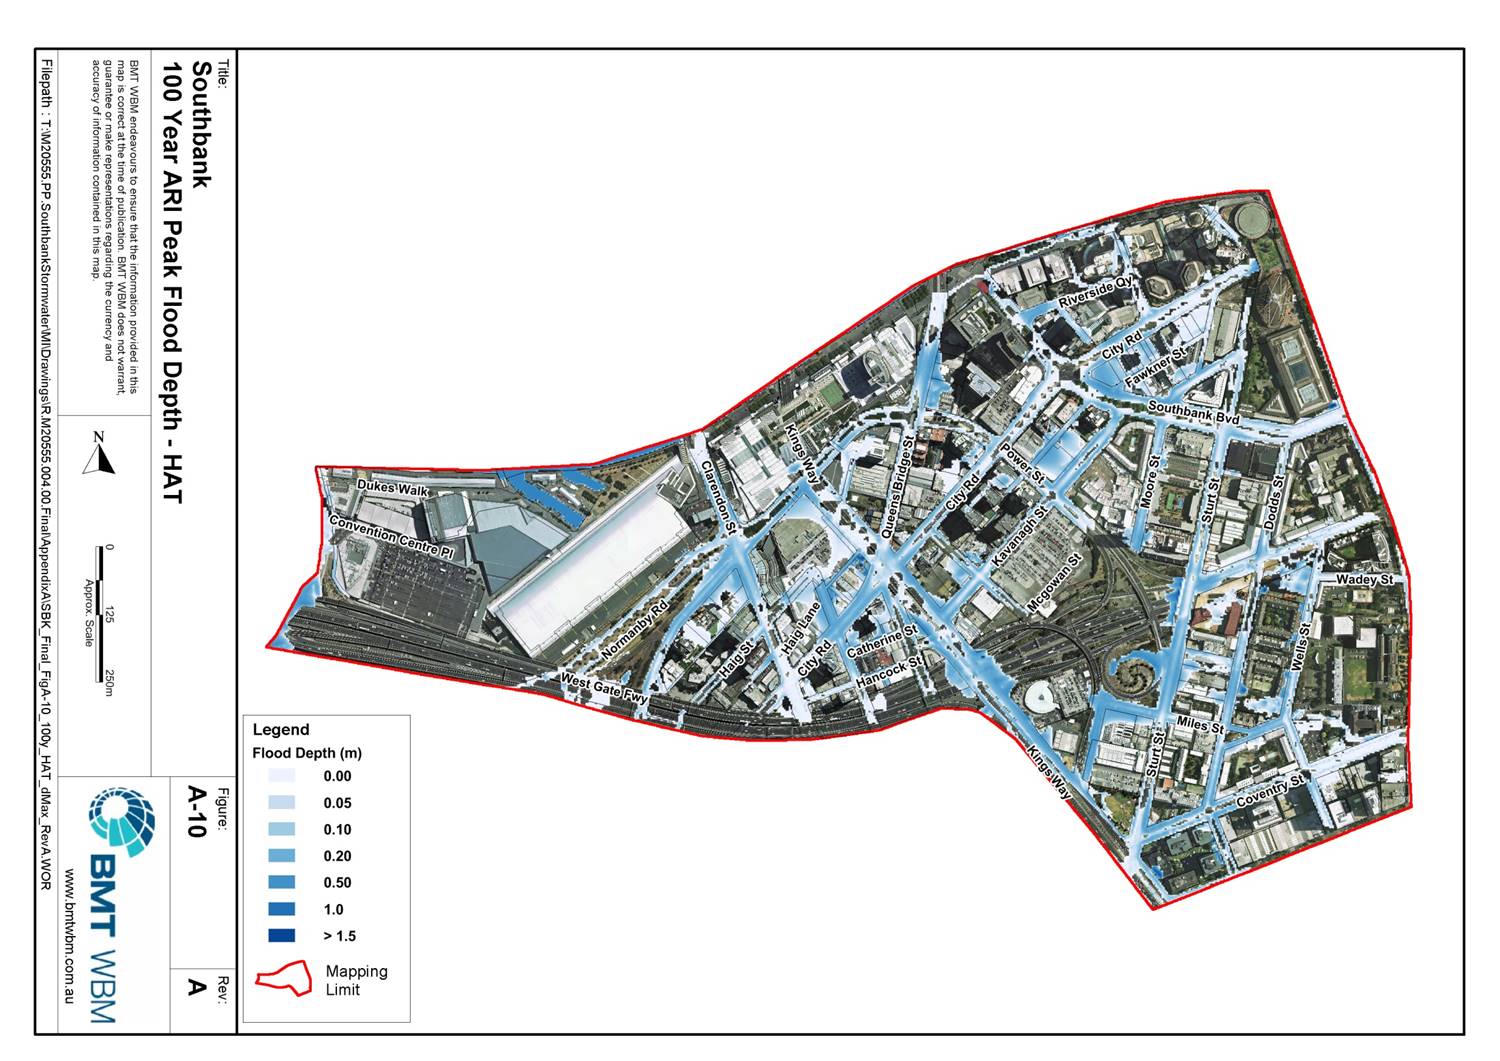 Title:
Southbank
100 Year ARI Peak Flood Depth - HAT
BMT WBM endeavours to ensure that the information provided in this
map is correct at the time of publication. BMT WBM does not warrant,
guarantee or make representations regarding the currency and
accuracy of information contained in this map.
Filepath : T:\M20555.PP.SouthbankStormwater\MI\Drawings\R.M20555.004.00.Final\AppendixA\SBK_Final_FigA-10_100y_HAT_dMax_RevA.WOR
N
0 125 250m
Approx. Scale
Figure:
A-10
Rev:
A
BMT WBM
www.bmtwbm.com.au
Riverside Qy
City Rd
Fawkner St
Southbank Blvd
Kings Way
Queens Bridge St
Power St
City Rd
Moore St
Sturt St
Dodds St
Clarendon St
Dukes Walk
Convention Centre Pl
Kavanagh St
Mcgowan St
Wadey St
Normanby Rd
Haig Lane
Haig St
City Rd
Catherine St
Hancock St
Wells St
West Gate Fwy
Miles St
Sturt St
Kings Way
Coventry St
Legend
Flood Depth (m)
0.00
0.05
0.10
0.20
0.50
1.0
> 1.5
Mapping
Limit